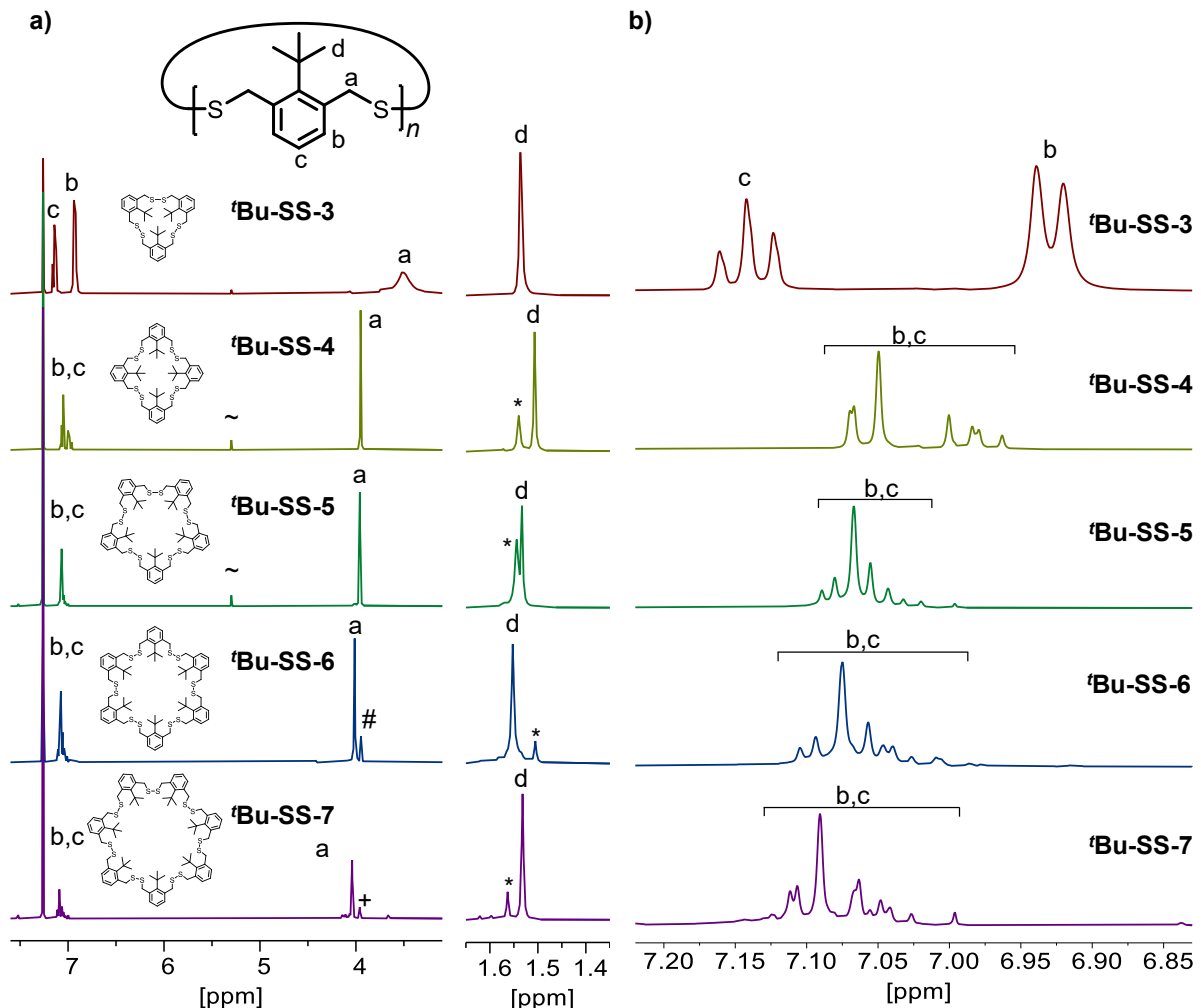 a)
b)
d
a
S
S
n
b
c
d
b
c
a
ᵗBu-SS-3
c
b
ᵗBu-SS-3
b,c
~
a
*
d
ᵗBu-SS-4
b,c
ᵗBu-SS-4
b,c
~
a
*
d
ᵗBu-SS-5
b,c
ᵗBu-SS-5
b,c
a
#
d
*
ᵗBu-SS-6
b,c
ᵗBu-SS-6
b,c
a
+
*
d
ᵗBu-SS-7
b,c
ᵗBu-SS-7
7 6 5 4
1.6 1.5 1.4
7.20 7.15 7.10 7.05 7.00 6.95 6.90 6.85
[ppm]
[ppm]
[ppm]